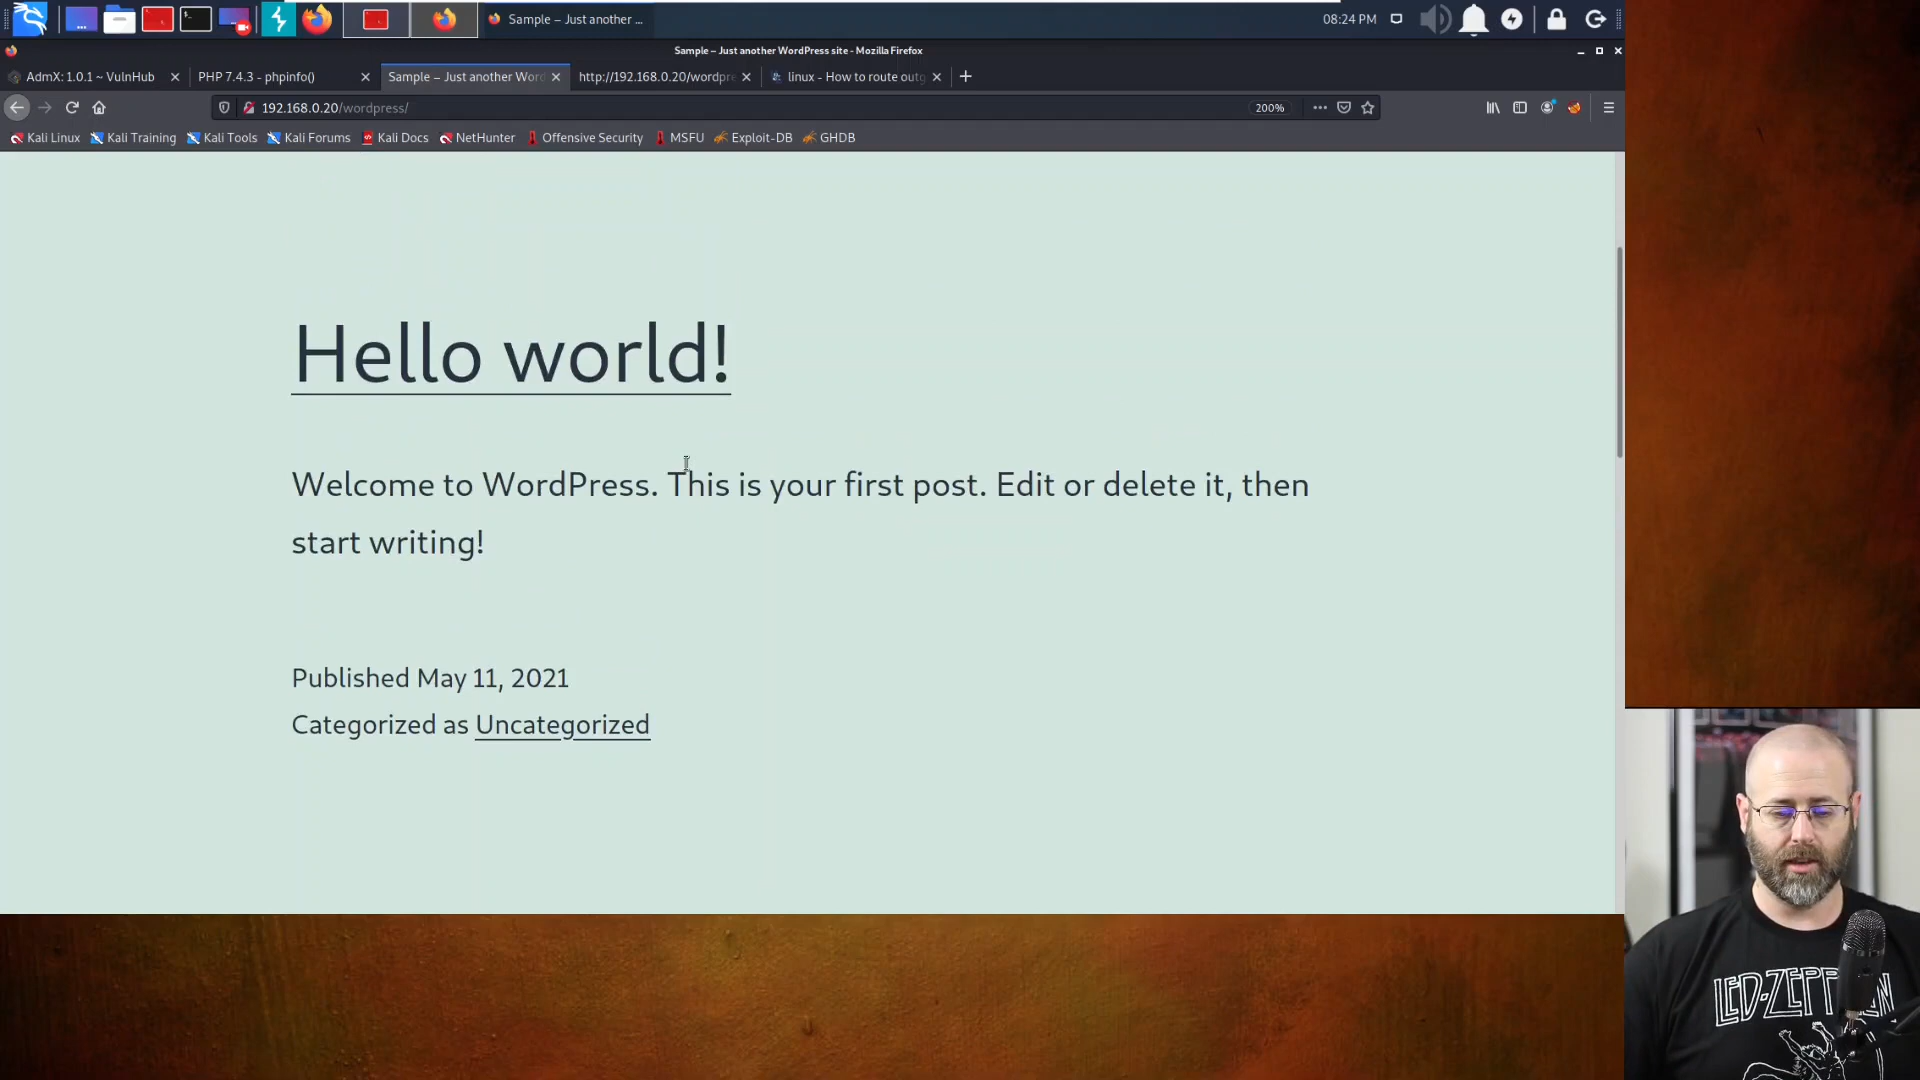 Sample – Just another ...
08:24 PM
Sample – Just another WordPress site - Mozilla Firefox
AdmX: 1.0.1 ~ VulnHub
PHP 7.4.3 - phpinfo()
Sample – Just another Word
http://192.168.0.20/wordpre
linux - How to route outg
192.168.0.20/wordpress/
200%
Kali Linux
Kali Training
Kali Tools
Kali Forums
Kali Docs
NetHunter
Offensive Security
MSFU
Exploit-DB
GHDB
Hello world!
Welcome to WordPress. This is your first post. Edit or delete it, then
start writing!
Published May 11, 2021
Categorized as Uncategorized
LED-ZEPPELIN